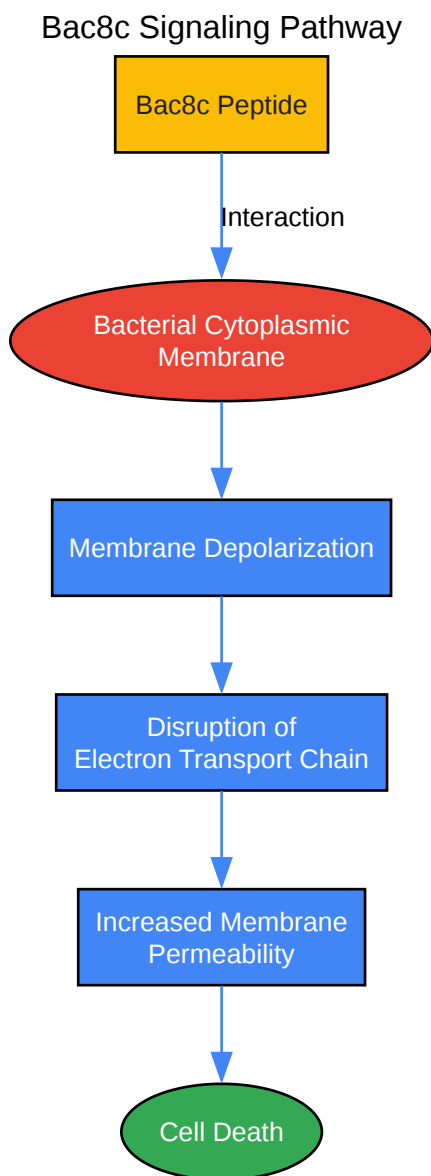 Bac8c Signaling Pathway
Bac8c Peptide
Interaction
Bacterial Cytoplasmic
Membrane
Membrane Depolarization
Disruption of
Electron Transport Chain
Increased Membrane
Permeability
Cell Death